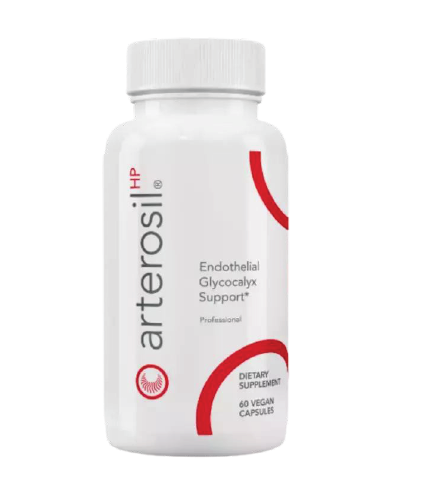 arterosil® HP
Endothelial
Glycocalyx
Support*
Professional
DIETARY
SUPPLEMENT
60 VEGAN
CAPSULES